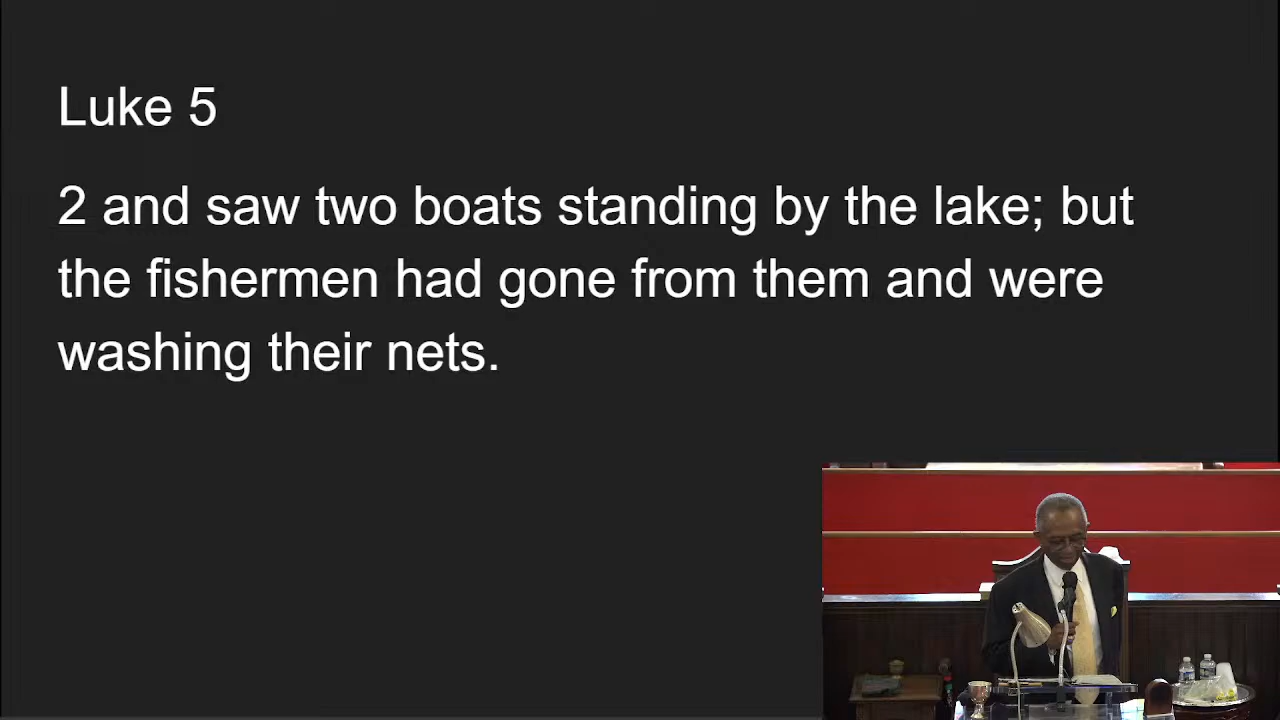 Luke 5
2 and saw two boats standing by the lake; but
the fishermen had gone from them and were
washing their nets.